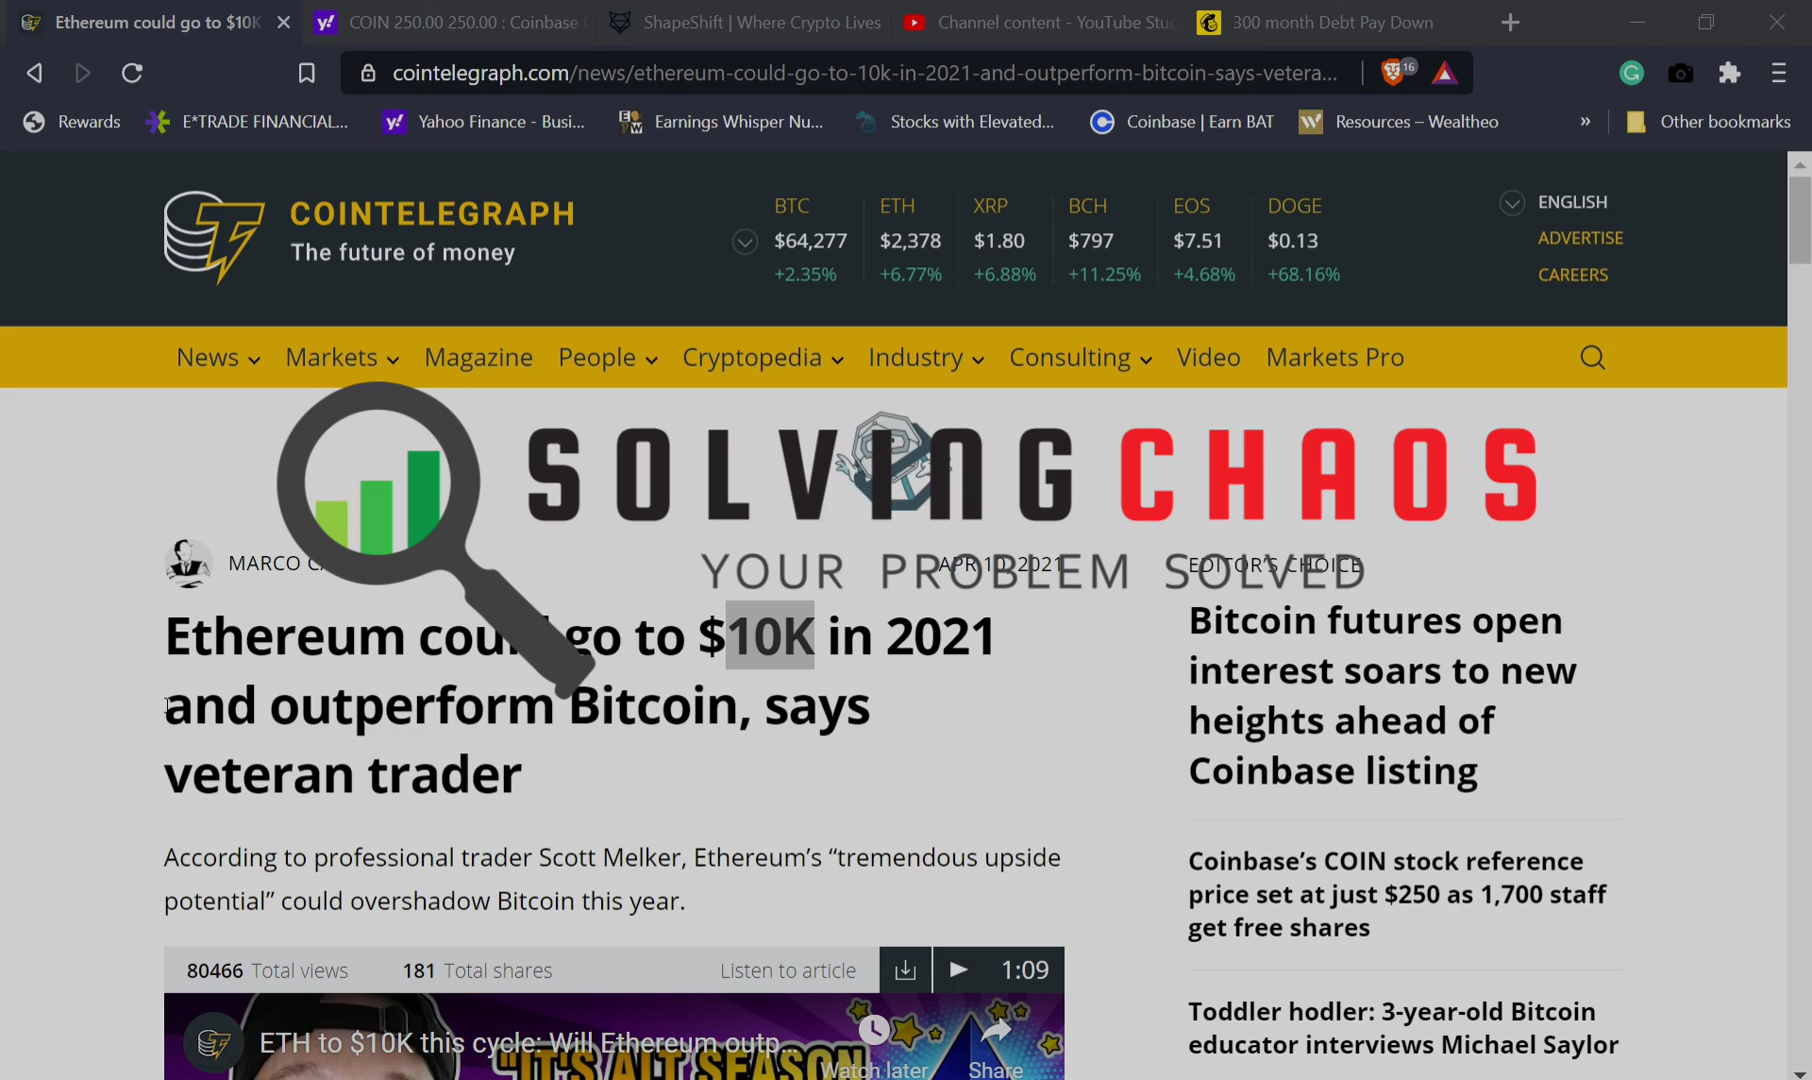 Ethereum could go to $10K
COIN 250.00 250.00 : Coinbase
ShapeShift | Where Crypto Lives
Channel content - YouTube Stu
300 month Debt Pay Down
cointelegraph.com/news/ethereum-could-go-to-10k-in-2021-and-outperform-bitcoin-says-vetera...
16
Rewards
E*TRADE FINANCIAL...
Yahoo Finance - Busi...
Earnings Whisper Nu...
Stocks with Elevated...
Coinbase | Earn BAT
Resources – Wealtheo
»
Other bookmarks
COINTELEGRAPH
The future of money
BTC ETH XRP BCH EOS DOGE
$64,277 $2,378 $1.80 $797 $7.51 $0.13
+2.35% +6.77% +6.88% +11.25% +4.68% +68.16%
ENGLISH
ADVERTISE
CAREERS
News Markets Magazine People Cryptopedia Industry Consulting Video Markets Pro
SOLVING CHAOS
YOUR PROBLEM SOLVED
MARCO
APR 10, 2021
Ethereum could go to $10K in 2021
and outperform Bitcoin, says
veteran trader
According to professional trader Scott Melker, Ethereum’s “tremendous upside
potential” could overshadow Bitcoin this year.
80466 Total views 181 Total shares Listen to article 1:09
ETH to $10K this cycle: Will Ethereum outp...
"IT'S ALT SEASON
Watch later
Share
EDITOR'S CHOICE
Bitcoin futures open
interest soars to new
heights ahead of
Coinbase listing
Coinbase’s COIN stock reference
price set at just $250 as 1,700 staff
get free shares
Toddler hodler: 3-year-old Bitcoin
educator interviews Michael Saylor